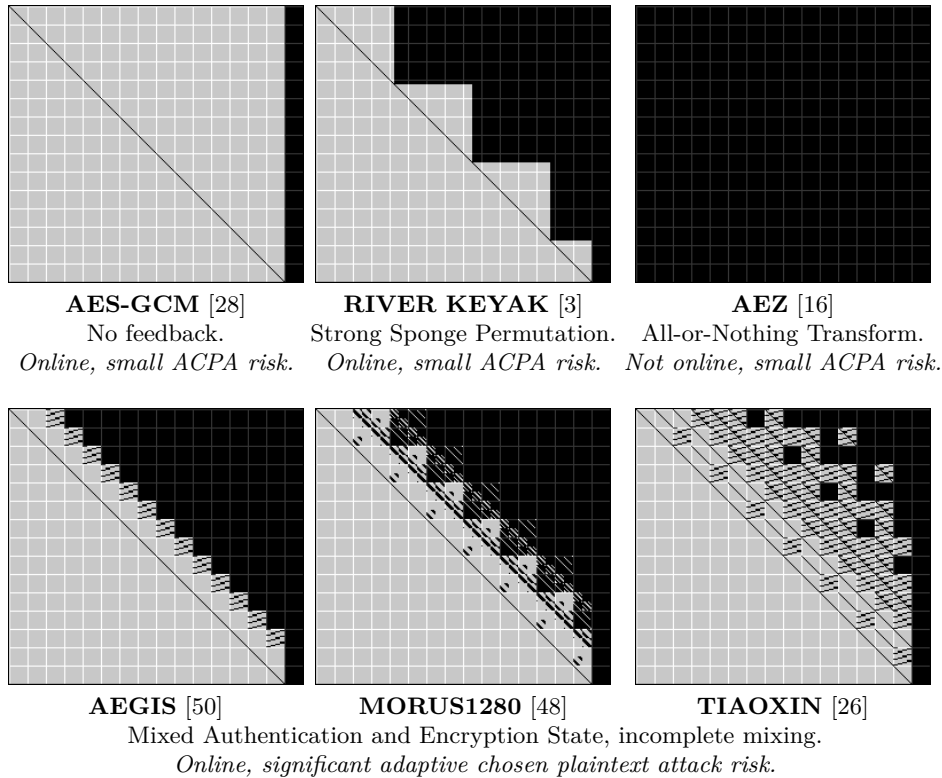 AES-GCM [28]
No feedback.
Online, small ACPA risk.
RIVER KEYAK [3]
Strong Sponge Permutation.
Online, small ACPA risk.
AEZ [16]
All-or-Nothing Transform.
Not online, small ACPA risk.
AEGIS [50]
MORUS1280 [48]
TIAOXIN [26]
Mixed Authentication and Encryption State, incomplete mixing.
Online, significant adaptive chosen plaintext attack risk.